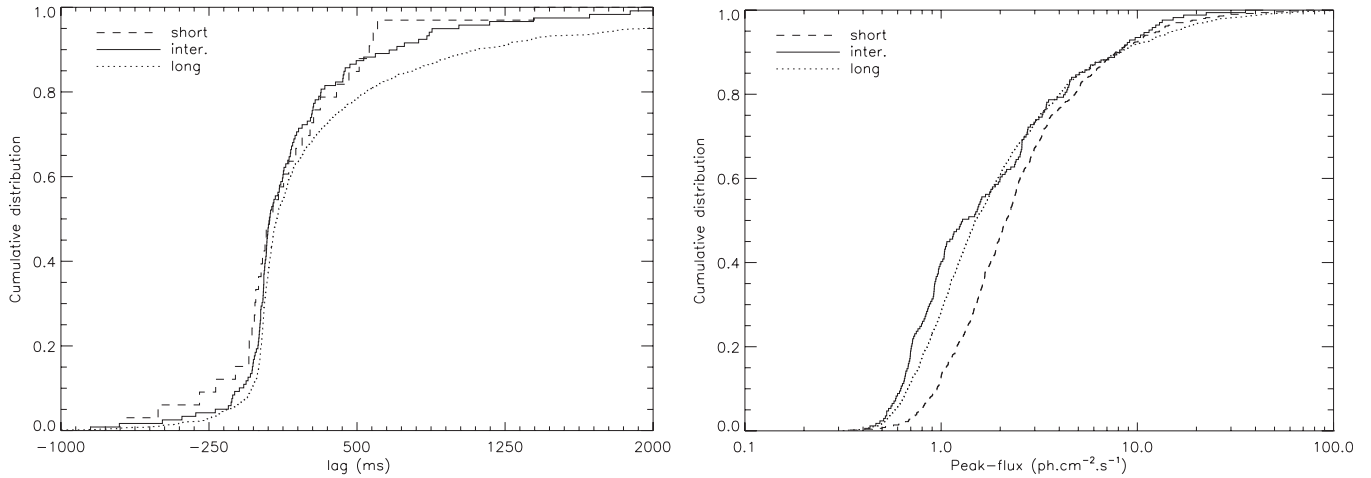 1.0
0.8
0.6
0.4
0.2
0.0
Cumulative distribution
short
inter.
long
-1000
-250
500
1250
2000
lag (ms)
1.0
0.8
0.6
0.4
0.2
0.0
Cumulative distribution
short
inter.
long
0.1
1.0
10.0
100.0
Peak-flux (ph.cm⁻².s⁻¹)